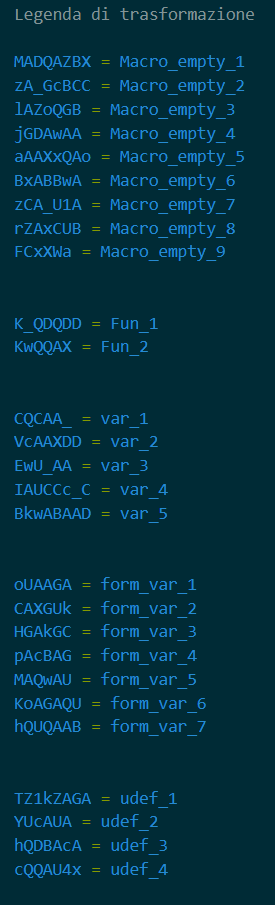 Legenda di trasformazione
MADQAZBX = Macro_empty_1
zA_GcBCC = Macro_empty_2
lAZoQGB = Macro_empty_3
jGDAwAA = Macro_empty_4
aAAXxQAo = Macro_empty_5
BxABBwA = Macro_empty_6
zCA_U1A = Macro_empty_7
rZAxCUB = Macro_empty_8
FCxXWa = Macro_empty_9
K_QDQDD = Fun_1
KwQQAX = Fun_2
CQCAA_ = var_1
VcAAXDD = var_2
EwU_AA = var_3
IAUCCc_C = var_4
BkwABAAD = var_5
oUAAGA = form_var_1
CAXGUk = form_var_2
HGAkGC = form_var_3
pAcBAG = form_var_4
MAQwAU = form_var_5
KoAGAQU = form_var_6
hQUQAAB = form_var_7
TZ1kZAGA = udef_1
YUcAUA = udef_2
hQDBAcA = udef_3
cQQAU4x = udef_4